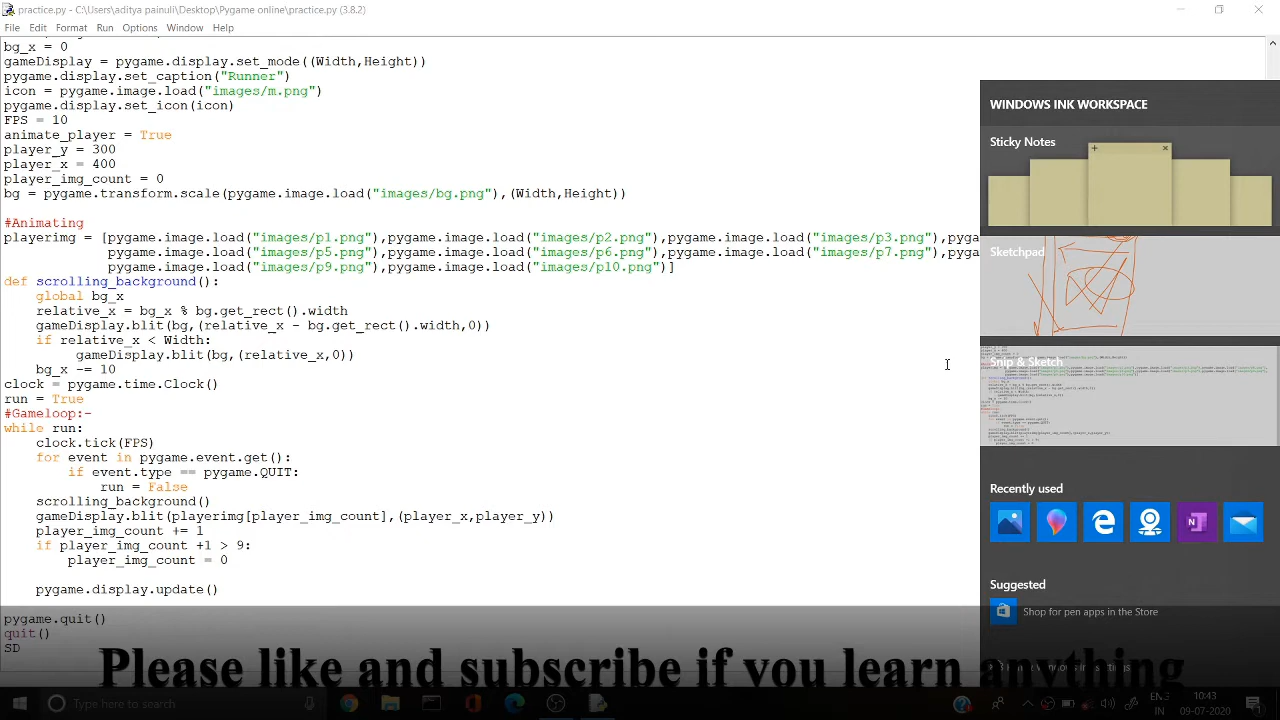 practice.py - C:\Users\aditya painuli\Desktop\Pygame online\practice.py (3.8.2)
File Edit Format Run Options Window Help
bg_x = 0
gameDisplay = pygame.display.set_mode((Width,Height))
pygame.display.set_caption("Runner")
icon = pygame.image.load("images/m.png")
pygame.display.set_icon(icon)
FPS = 10
animate_player = True
player_y = 300
player_x = 400
player_img_count = 0
bg = pygame.transform.scale(pygame.image.load("images/bg.png"),(Width,Height))
#Animating
playerimg = [pygame.image.load("images/p1.png"),pygame.image.load("images/p2.png"),pygame.image.load("images/p3.png"),pyga
pygame.image.load("images/p5.png"),pygame.image.load("images/p6.png"),pygame.image.load("images/p7.png"),pyga
pygame.image.load("images/p9.png"),pygame.image.load("images/p10.png")]
def scrolling_background():
global bg_x
relative_x = bg_x % bg.get_rect().width
gameDisplay.blit(bg,(relative_x - bg.get_rect().width,0))
if relative_x < Width:
gameDisplay.blit(bg,(relative_x,0))
bg_x -= 10
clock = pygame.time.Clock()
run = True
#Gameloop:-
while run:
clock.tick(FPS)
for event in pygame.event.get():
if event.type == pygame.QUIT:
run = False
scrolling_background()
gameDisplay.blit(playerimg[player_img_count],(player_x,player_y))
player_img_count += 1
if player_img_count +1 > 9:
player_img_count = 0
pygame.display.update()
pygame.quit()
quit()
SD
WINDOWS INK WORKSPACE
Sticky Notes
Sketchpad
Snip & Sketch
Recently used
Suggested
Shop for pen apps in the Store
Please like and subscribe if you learn anything
Type here to search
ENG
IN
10:43
09-07-2020